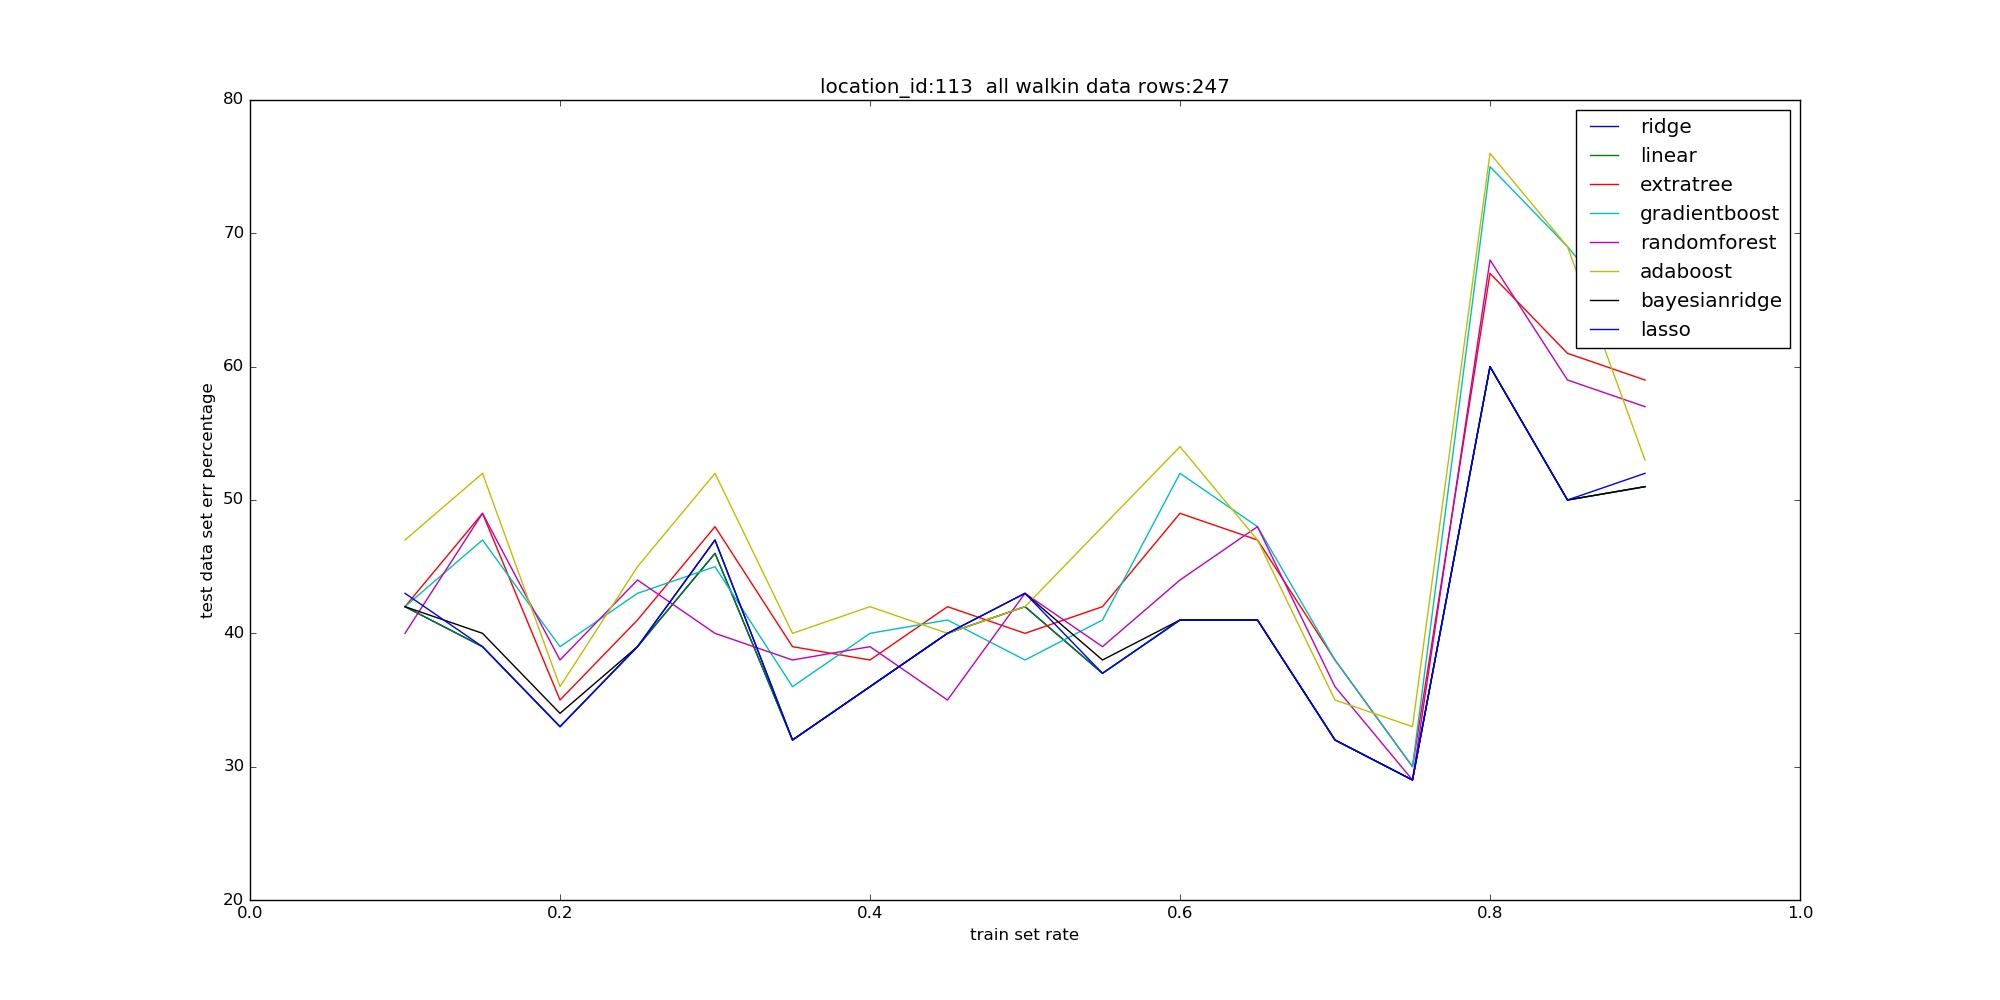 location_id:113  all walkin data rows:247
80
70
60
50
40
30
20
test data set err percentage
ridge
linear
extratree
gradientboost
randomforest
adaboost
bayesianridge
lasso
0.0 0.2 0.4 0.6 0.8 1.0
train set rate